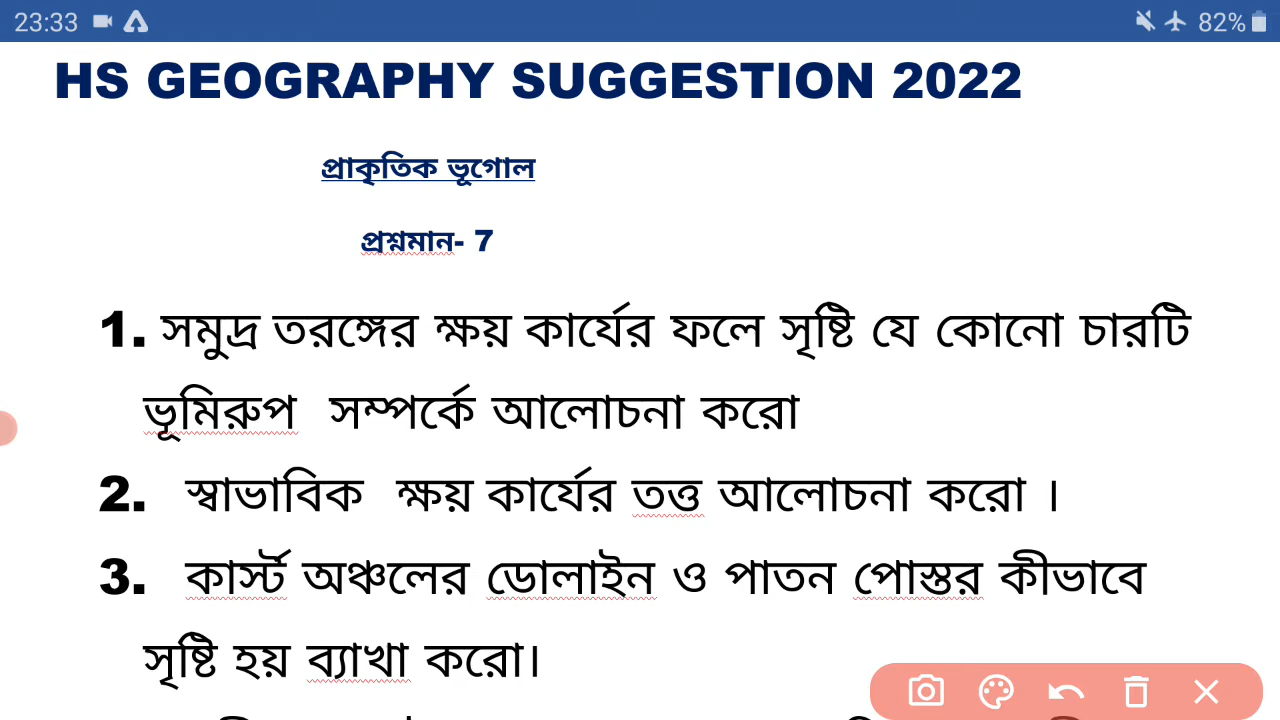 23:33 82%
HS GEOGRAPHY SUGGESTION 2022
প্রাকৃতিক ভূগোল
প্রশ্নমান- 7
1. সমুদ্র তরঙ্গের ক্ষয় কার্যের ফলে সৃষ্টি যে কোনো চারটি
ভূমিরুপ সম্পর্কে আলোচনা করো
2. স্বাভাবিক ক্ষয় কার্যের তত্ত আলোচনা করো ।
3. কার্স্ট অঞ্চলের ডোলাইন ও পাতন পোস্তর কীভাবে
সৃষ্টি হয় ব্যাখা করো।